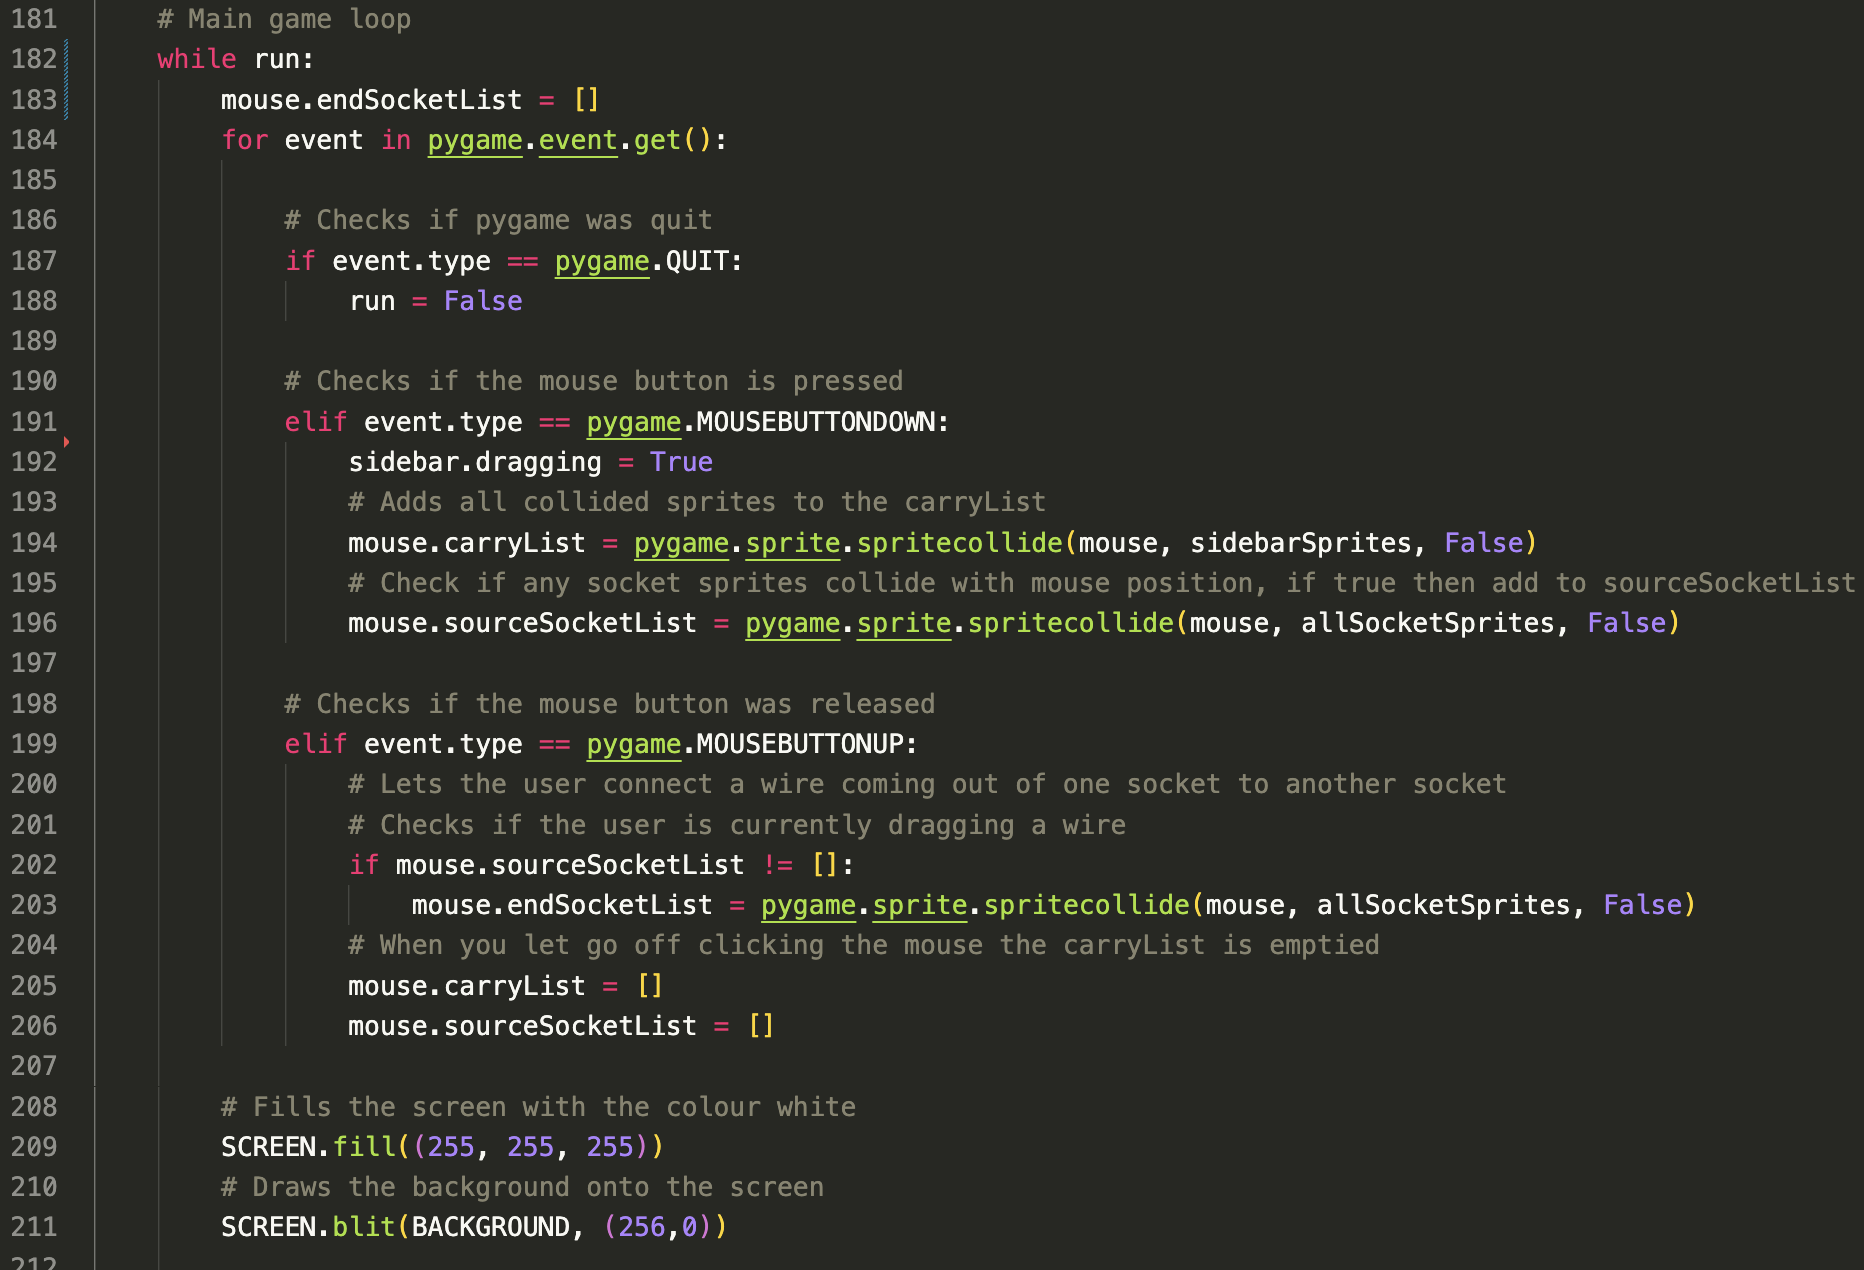 181 # Main game loop
182 while run:
183 mouse.endSocketList = []
184 for event in pygame.event.get():
185
186 # Checks if pygame was quit
187 if event.type == pygame.QUIT:
188 run = False
189
190 # Checks if the mouse button is pressed
191 elif event.type == pygame.MOUSEBUTTONDOWN:
192 sidebar.dragging = True
193 # Adds all collided sprites to the carryList
194 mouse.carryList = pygame.sprite.spritecollide(mouse, sidebarSprites, False)
195 # Check if any socket sprites collide with mouse position, if true then add to sourceSocketList
196 mouse.sourceSocketList = pygame.sprite.spritecollide(mouse, allSocketSprites, False)
197
198 # Checks if the mouse button was released
199 elif event.type == pygame.MOUSEBUTTONUP:
200 # Lets the user connect a wire coming out of one socket to another socket
201 # Checks if the user is currently dragging a wire
202 if mouse.sourceSocketList != []:
203 mouse.endSocketList = pygame.sprite.spritecollide(mouse, allSocketSprites, False)
204 # When you let go off clicking the mouse the carryList is emptied
205 mouse.carryList = []
206 mouse.sourceSocketList = []
207
208 # Fills the screen with the colour white
209 SCREEN.fill((255, 255, 255))
210 # Draws the background onto the screen
211 SCREEN.blit(BACKGROUND, (256,0))
212